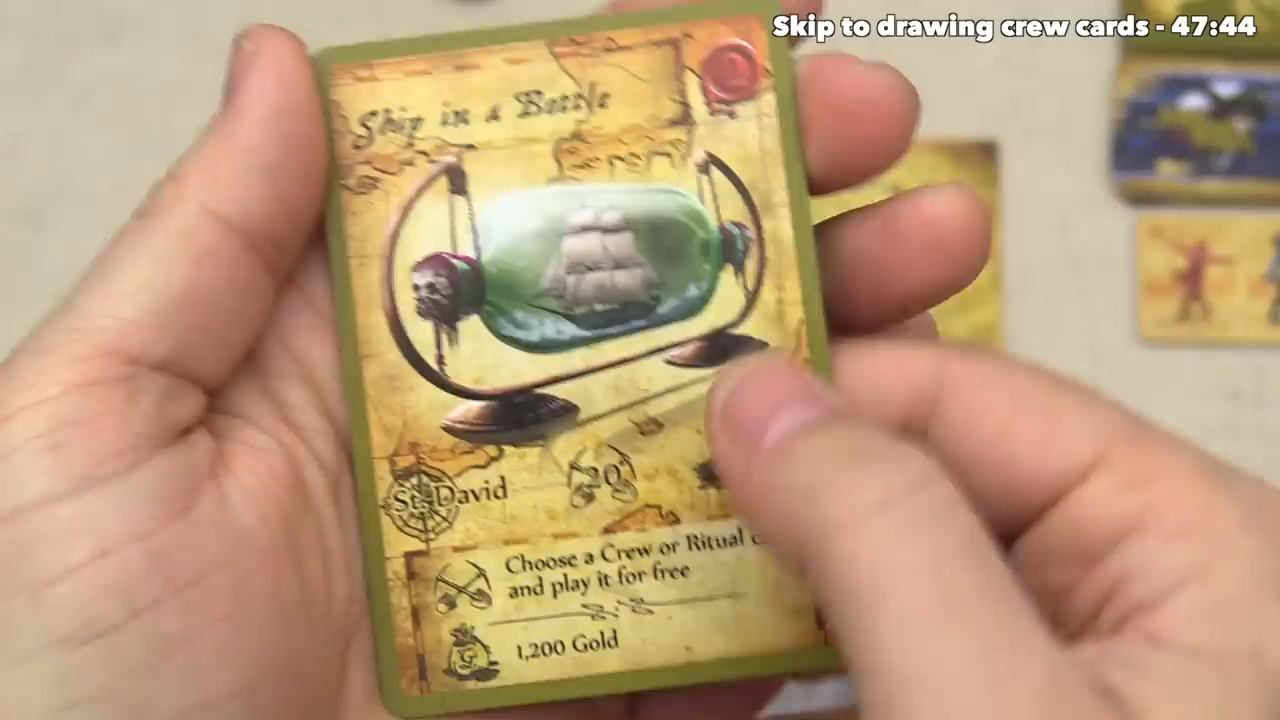 Skip to drawing crew cards - 47:44
Ship in a Bottle
St. David
20
Choose a Crew or Ritual
and play it for free
1,200 Gold